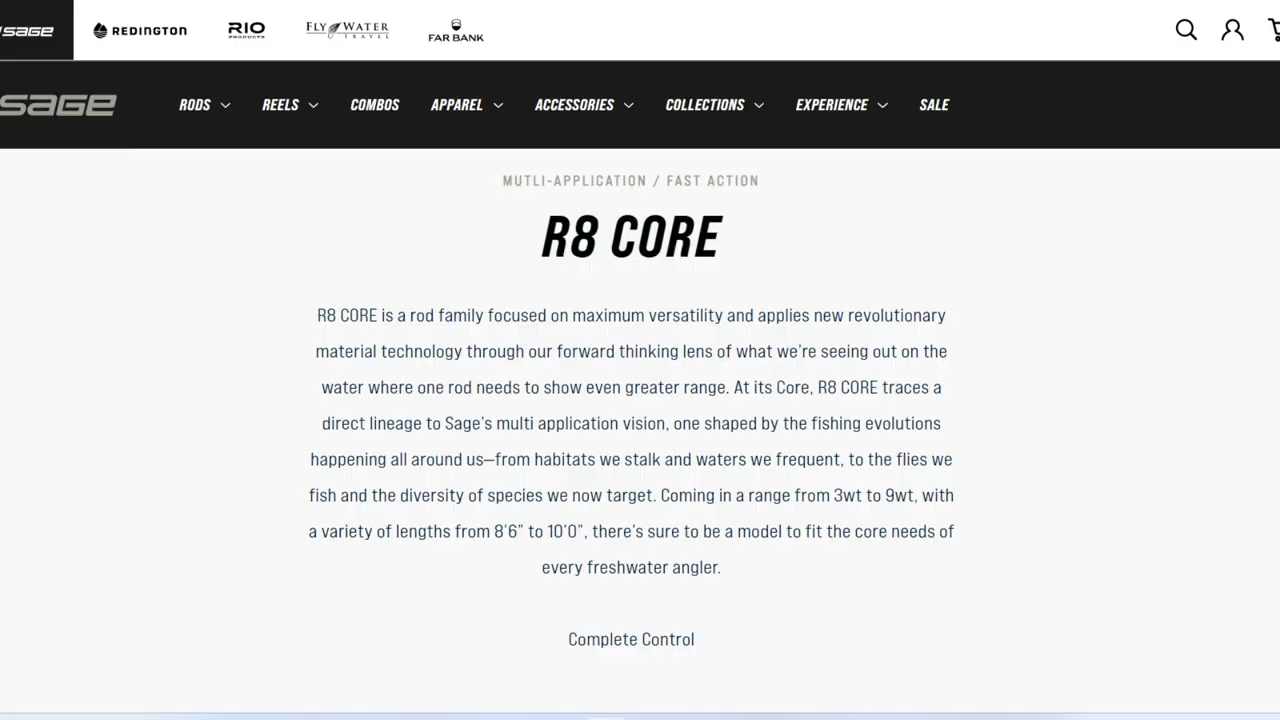 SAGE REDINGTON RIO PRODUCTS FLY WATER TRAVEL FAR BANK
SAGE RODS REELS COMBOS APPAREL ACCESSORIES COLLECTIONS EXPERIENCE SALE
MUTLI-APPLICATION / FAST ACTION
R8 CORE
R8 CORE is a rod family focused on maximum versatility and applies new revolutionary
material technology through our forward thinking lens of what we’re seeing out on the
water where one rod needs to show even greater range. At its Core, R8 CORE traces a
direct lineage to Sage’s multi application vision, one shaped by the fishing evolutions
happening all around us—from habitats we stalk and waters we frequent, to the flies we
fish and the diversity of species we now target. Coming in a range from 3wt to 9wt, with
a variety of lengths from 8’6” to 10’0”, there’s sure to be a model to fit the core needs of
every freshwater angler.
Complete Control